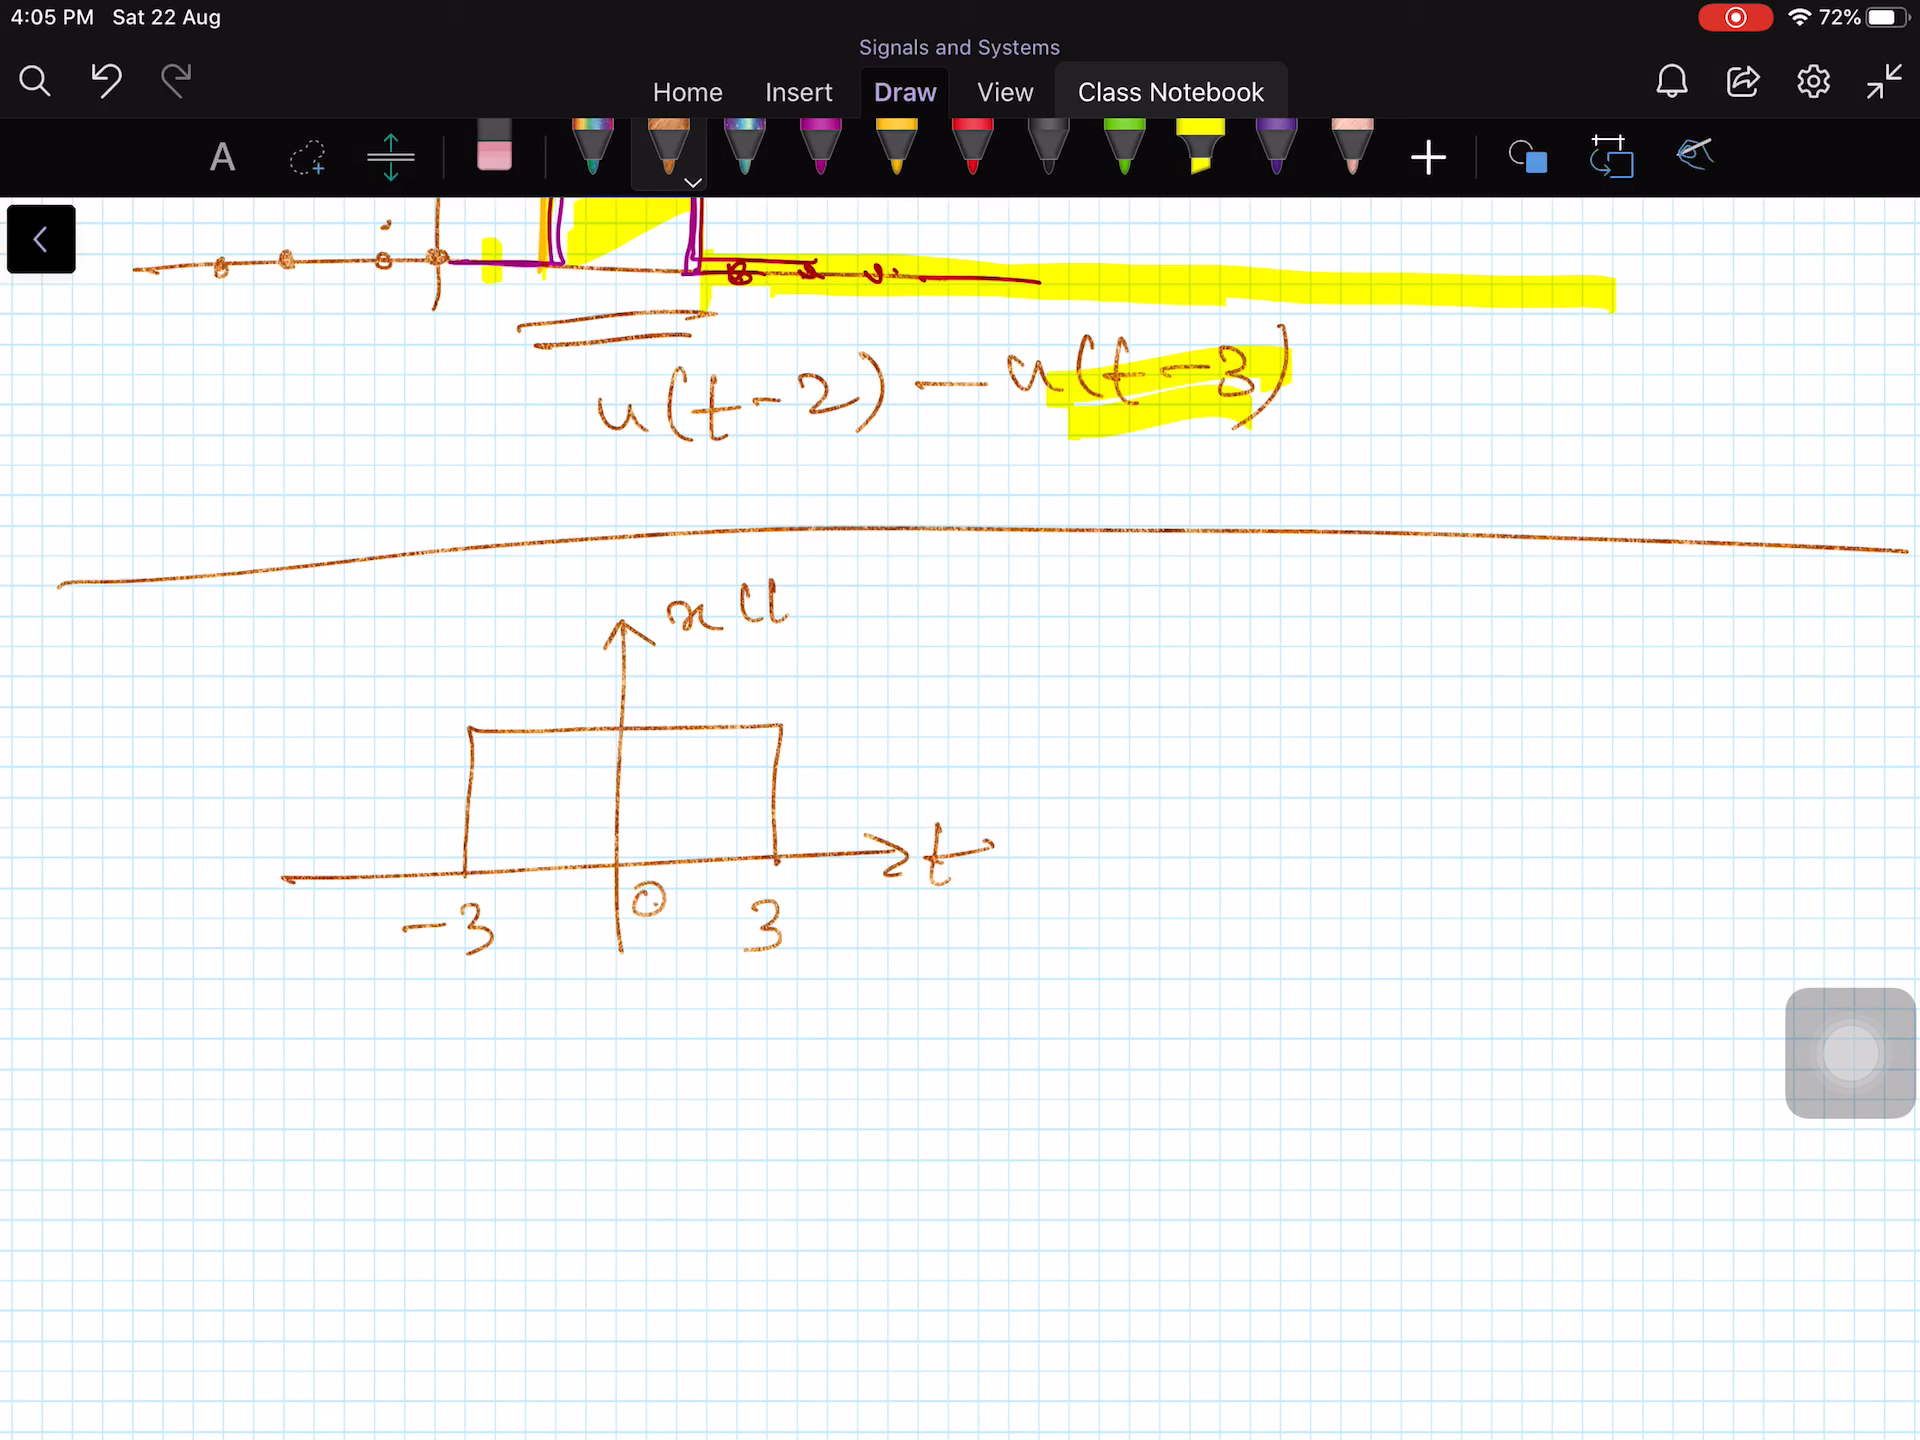 4:05 PM Sat 22 Aug 72%
Signals and Systems
Home Insert Draw View Class Notebook
A
u(t-2) - u(t-3)
t
0
-3 3